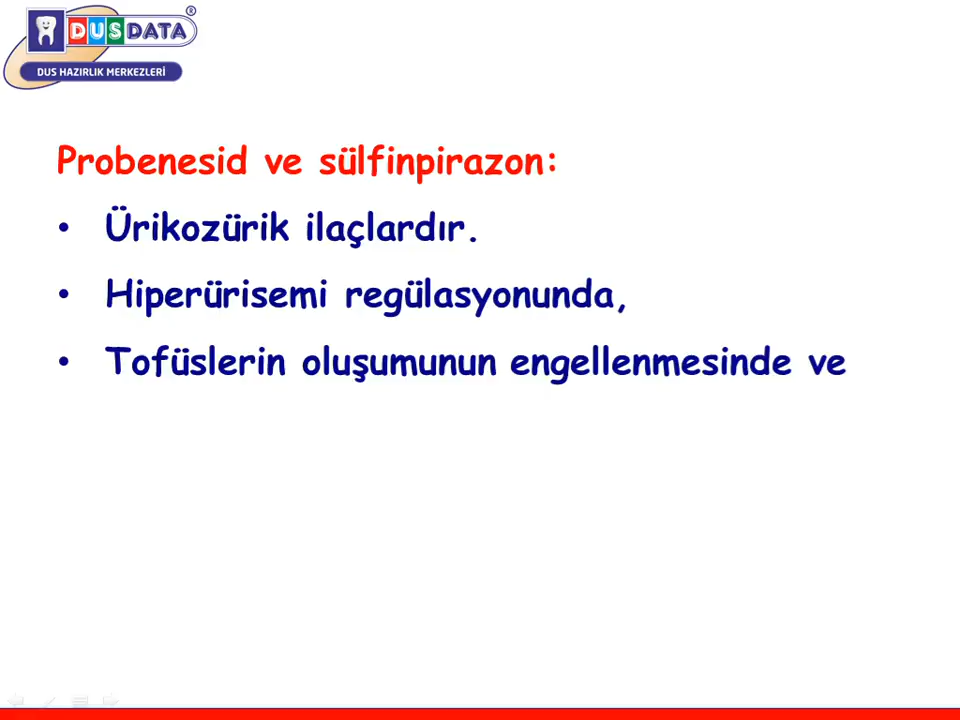 DUSDATA®
DUS HAZIRLIK MERKEZLERİ
Probenesid ve sülfinpirazon:
• Ürikozürik ilaçlardır.
• Hiperürisemi regülasyonunda,
• Tofüslerin oluşumunun engellenmesinde ve